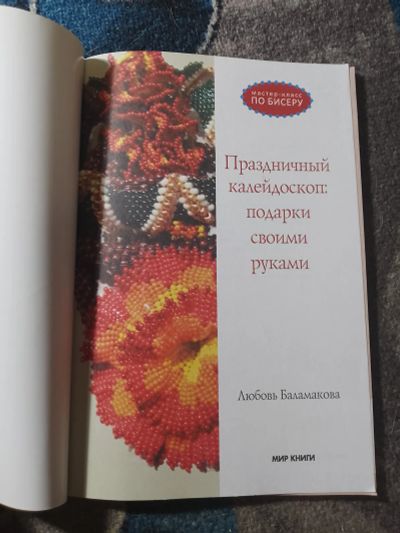 мастер-класс
ПО БИСЕРУ
Праздничный
калейдоскоп:
подарки
своими
руками
Любовь Баламакова
МИР КНИГИ